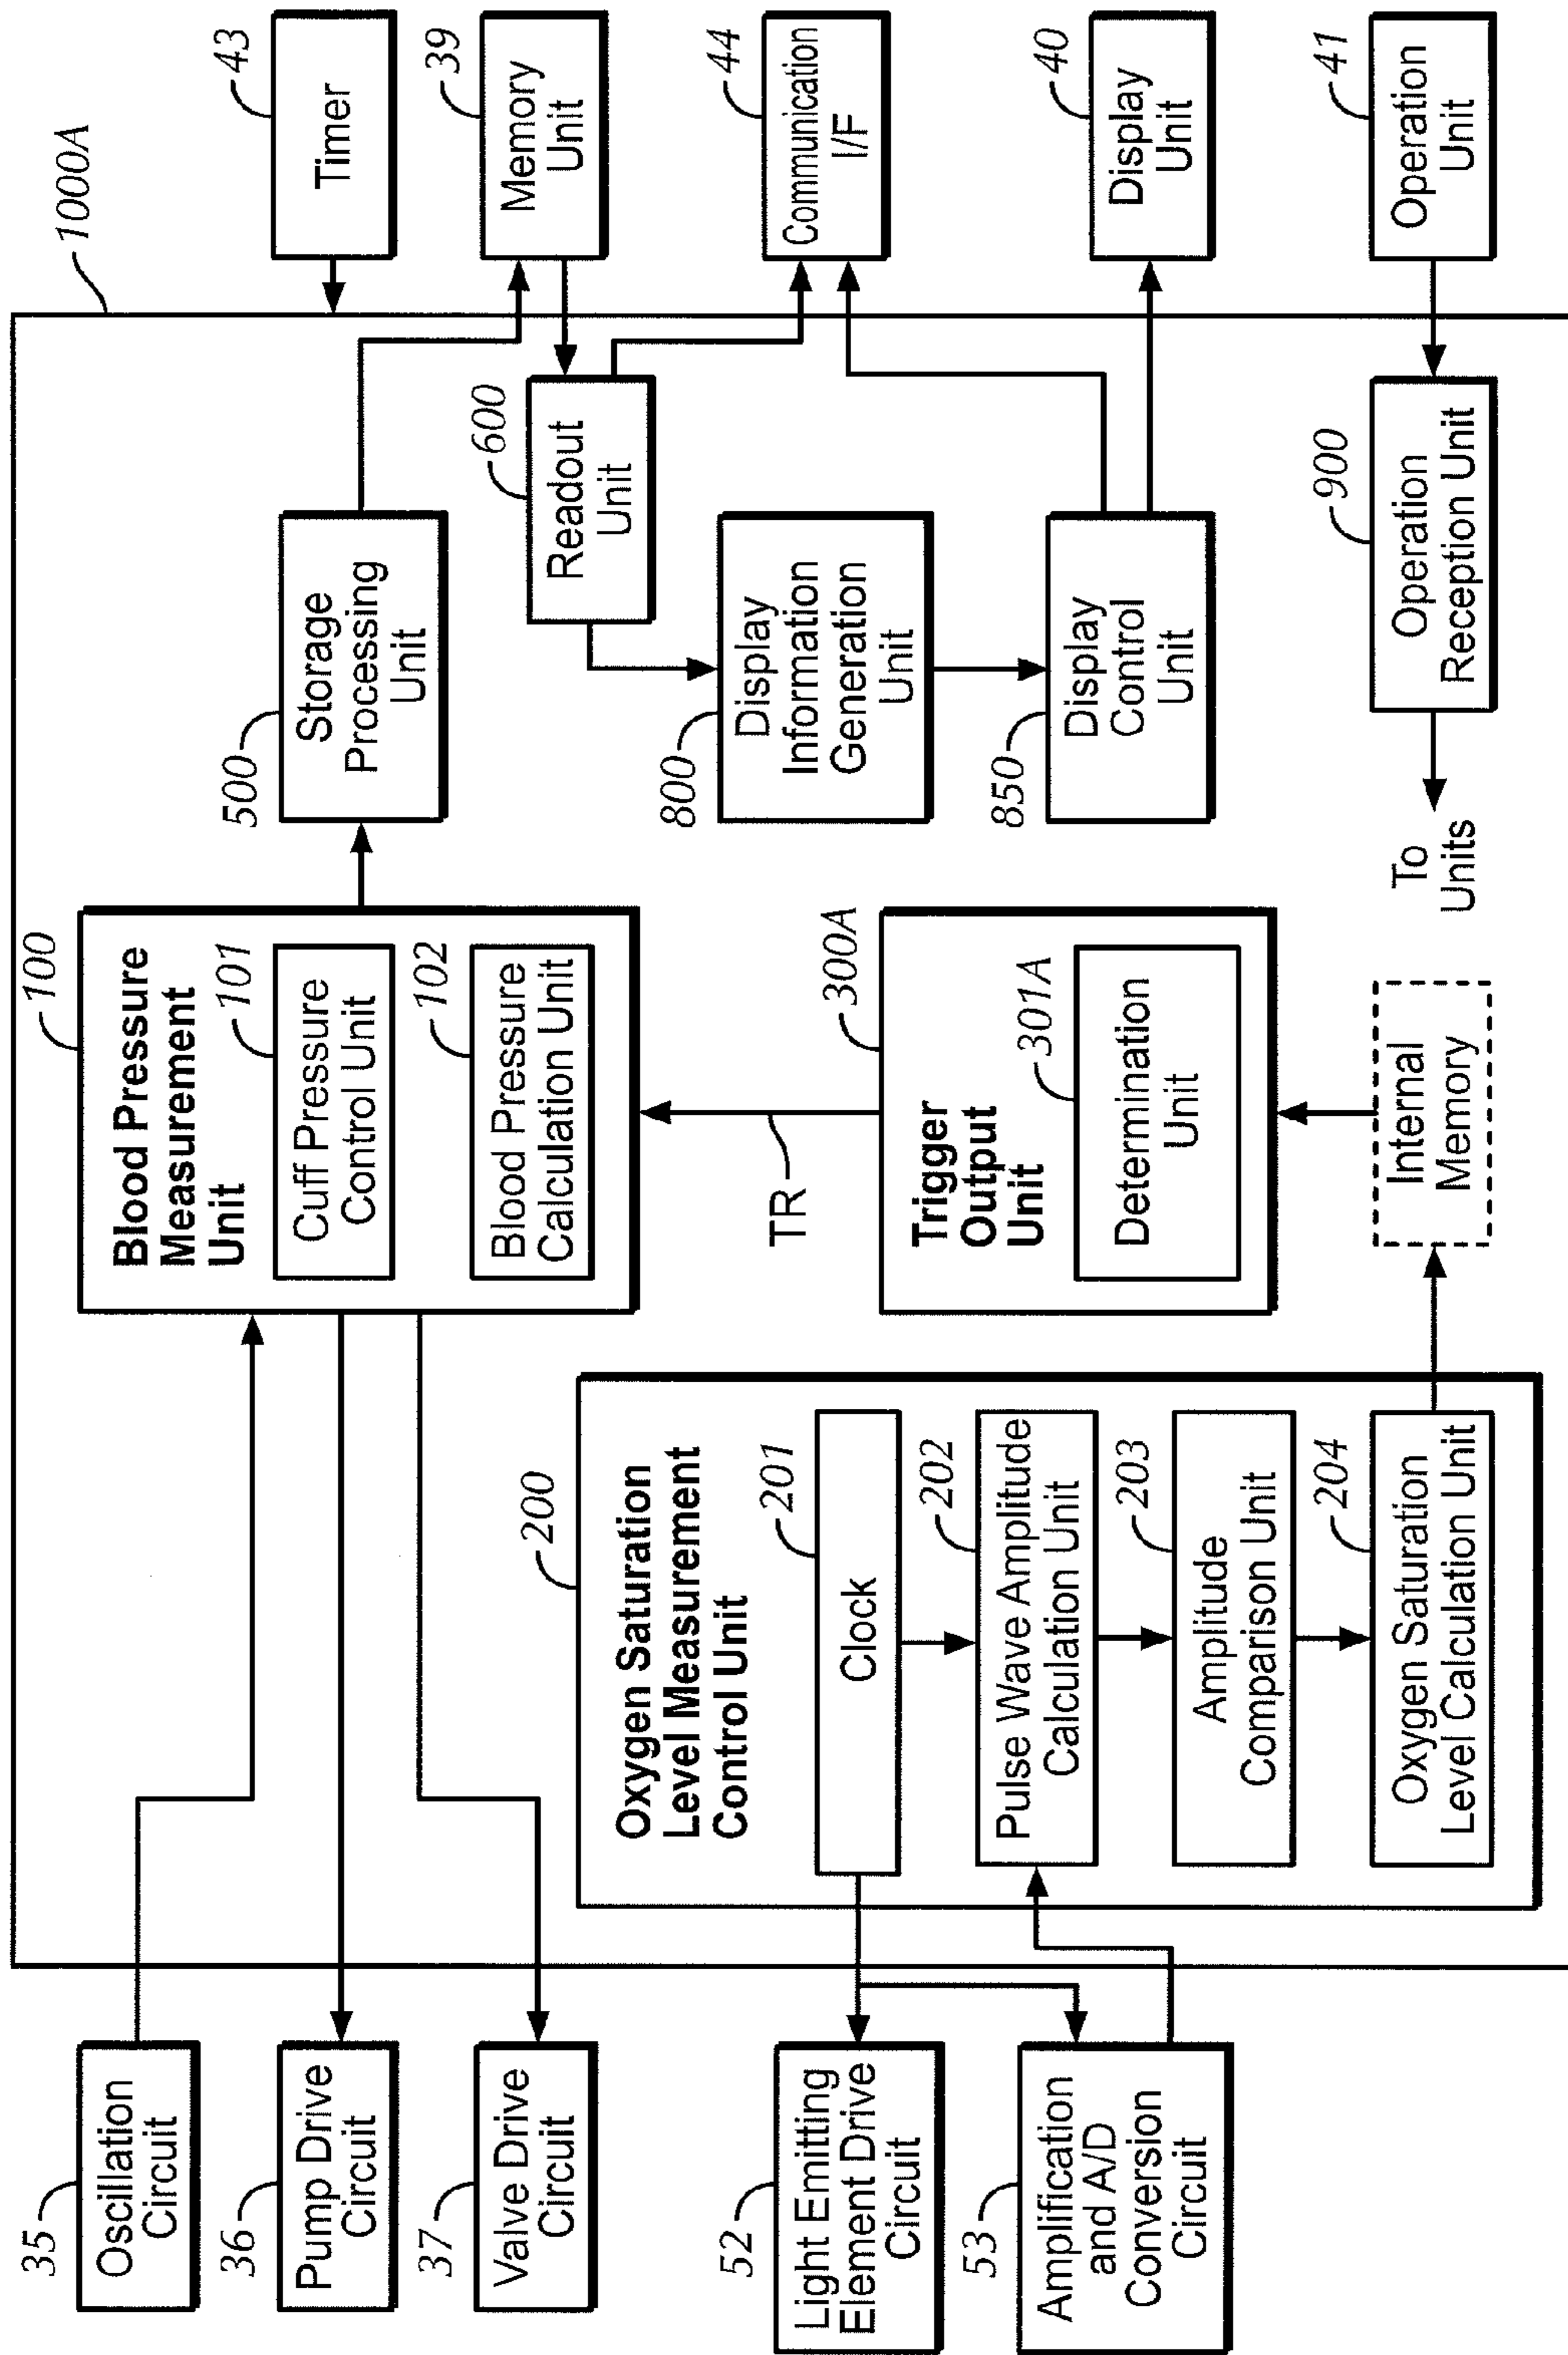 1000A
35
Oscillation
Circuit
36
Pump Drive
Circuit
37
Valve Drive
Circuit
52
Light Emitting
Element Drive
Circuit
53
Amplification
and A/D
Conversion
Circuit
100
Blood Pressure
Measurement
Unit
101
Cuff Pressure
Control Unit
102
Blood Pressure
Calculation Unit
200
Oxygen Saturation
Level Measurement
Control Unit
201
Clock
202
Pulse Wave Amplitude
Calculation Unit
203
Amplitude
Comparison Unit
204
Oxygen Saturation
Level Calculation Unit
TR
300A
Trigger
Output
Unit
301A
Determination
Unit
Internal
Memory
500
Storage
Processing
Unit
600
Readout
Unit
800
Display
Information
Generation
Unit
850
Display
Control
Unit
900
Operation
Reception Unit
To
Units
43
Timer
39
Memory
Unit
44
Communication
I/F
40
Display
Unit
41
Operation
Unit